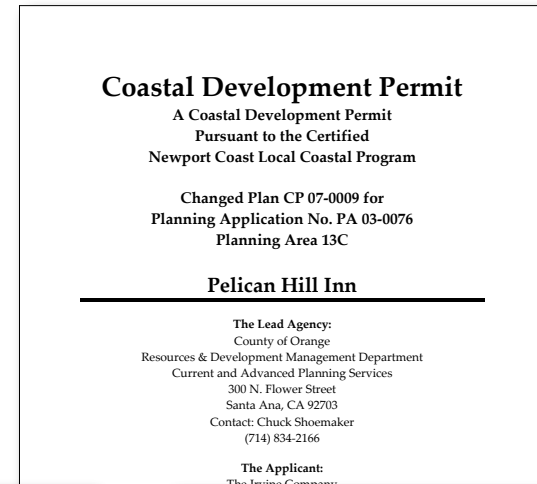 Coastal Development Permit
A Coastal Development Permit
Pursuant to the Certified
Newport Coast Local Coastal Program
Changed Plan CP 07-0009 for
Planning Application No. PA 03-0076
Planning Area 13C
Pelican Hill Inn
The Lead Agency:
County of Orange
Resources & Development Management Department
Current and Advanced Planning Services
300 N. Flower Street
Santa Ana, CA 92703
Contact: Chuck Shoemaker
(714) 834-2166
The Applicant:
The Irvine Company